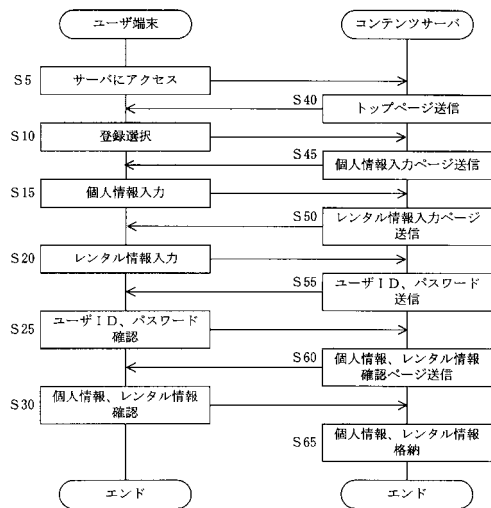 ユーザ端末
コンテンツサーバ
S5
サーバにアクセス
S40
トップページ送信
S10
登録選択
S45
個人情報入力ページ送信
S15
個人情報入力
S50
レンタル情報入力ページ
送信
S20
レンタル情報入力
S55
ユーザID、パスワード
送信
S25
ユーザID、パスワード
確認
S60
個人情報、レンタル情報
確認ページ送信
S30
個人情報、レンタル情報
確認
S65
個人情報、レンタル情報
格納
エンド
エンド